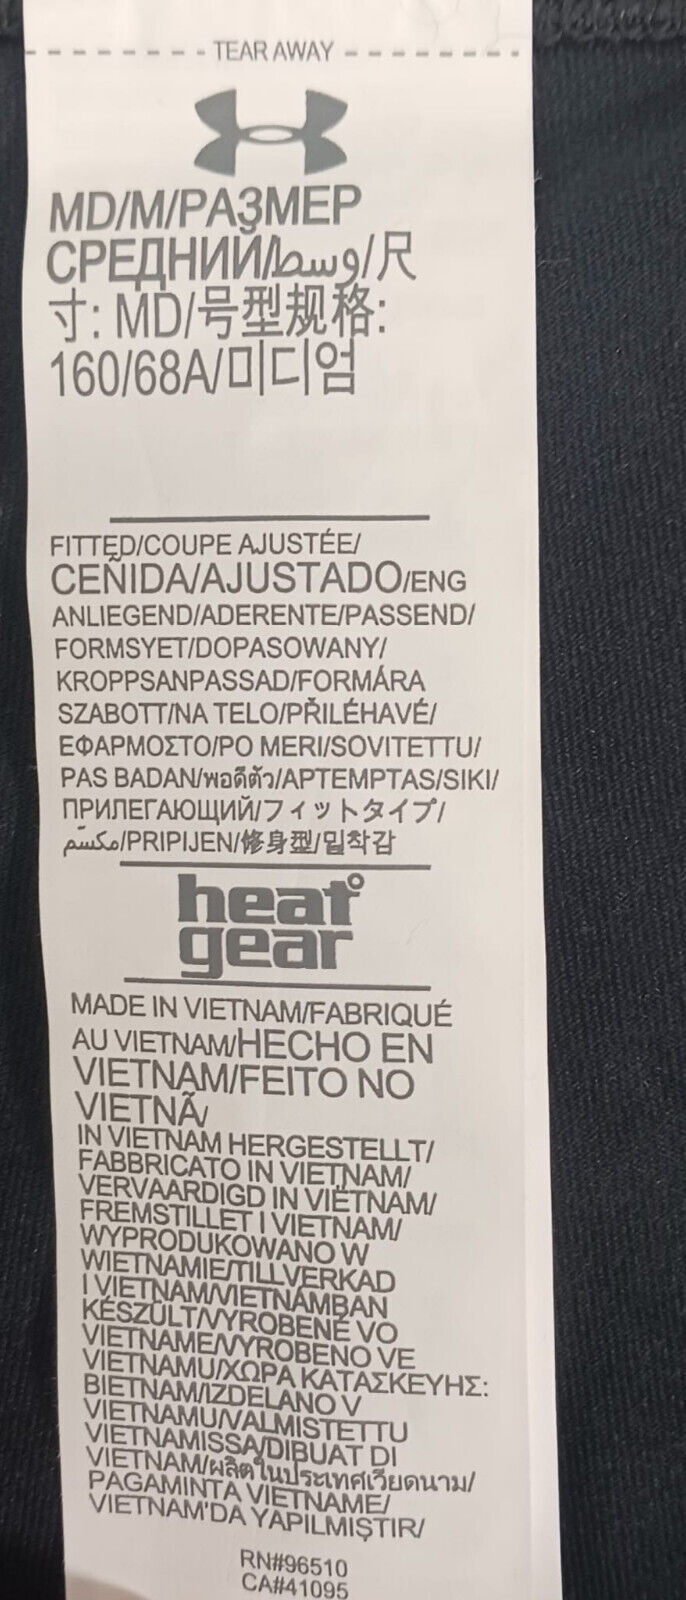 TEAR AWAY
MD/M/РАЗМЕР
СРЕДНИЙ/وسط/尺
寸: MD/号型规格:
160/68A/미디엄
FITTED/COUPE AJUSTÉE/
CEÑIDA/AJUSTADO/ENG
ANLIEGEND/ADERENTE/PASSEND/
FORMSYET/DOPASOWANY/
KROPPSANPASSAD/FORMÁRA
SZABOTT/NA TELO/PŘILÉHAVÉ/
ΕΦΑΡΜΟΣΤΟ/PO MERI/SOVITETTU/
PAS BADAN/พอดีตัว/APTEMPTAS/SIKI/
ПРИЛЕГАЮЩИЙ/フィットタイプ/
مكسّم/PRIPIJEN/修身型/밀착감
heat
gear
MADE IN VIETNAM/FABRIQUÉ
AU VIETNAM/HECHO EN
VIETNAM/FEITO NO
VIETNÃ/
IN VIETNAM HERGESTELLT/
FABBRICATO IN VIETNAM/
VERVAARDIGD IN VIËTNAM/
FREMSTILLET I VIETNAM/
WYPRODUKOWANO W
WIETNAMIE/TILLVERKAD
I VIETNAM/VIETNÁMBAN
KÉSZÜLT/VYROBENÉ VO
VIETNAME/VYROBENO VE
VIETNAMU/ΧΩΡΑ ΚΑΤΑΣΚΕΥΗΣ:
ΒΙΕΤΝΑΜ/IZDELANO V
VIETNAMU/VALMISTETTU
VIETNAMISSA/DIBUAT DI
VIETNAM/ผลิตในประเทศเวียดนาม/
PAGAMINTA VIETNAME/
VIETNAM'DA YAPILMIŞTIR/
RN#96510
CA#41095